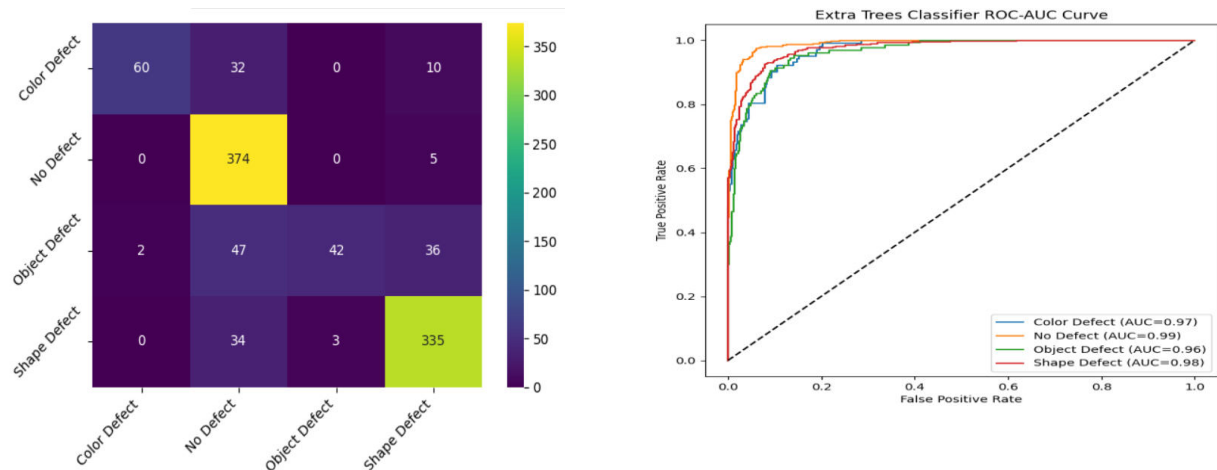 Color Defect
No Defect
Object Defect
Shape Defect
60 32 0 10
0 374 0 5
2 47 42 36
0 34 3 335
Color Defect
No Defect
Object Defect
Shape Defect
350
300
250
200
150
100
50
0
Extra Trees Classifier ROC-AUC Curve
True Positive Rate
1.0
0.8
0.6
0.4
0.2
0.0
Color Defect (AUC=0.97)
No Defect (AUC=0.99)
Object Defect (AUC=0.96)
Shape Defect (AUC=0.98)
0.0 0.2 0.4 0.6 0.8 1.0
False Positive Rate